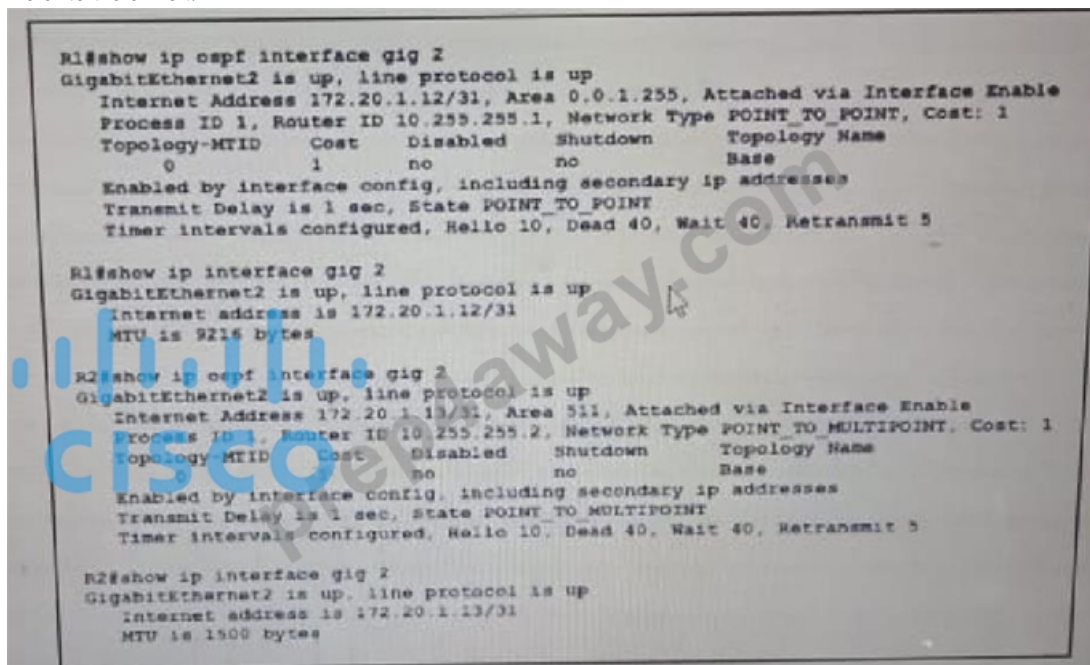 R1#show ip ospf interface gig 2
GigabitEthernet2 is up, line protocol is up
Internet Address 172.20.1.12/31, Area 0.0.1.255, Attached via Interface Enable
Process ID 1, Router ID 10.255.255.1, Network Type POINT_TO_POINT, Cost: 1
Topology-MTID Cost Disabled Shutdown Topology Name
0 1 no no Base
Enabled by interface config, including secondary ip addresses
Transmit Delay is 1 sec, State POINT_TO_POINT
Timer intervals configured, Hello 10, Dead 40, Wait 40, Retransmit 5
R1#show ip interface gig 2
GigabitEthernet2 is up, line protocol is up
Internet address is 172.20.1.12/31
MTU is 9216 bytes
R2#show ip ospf interface gig 2
GigabitEthernet2 is up, line protocol is up
Internet Address 172.20.1.13/31, Area 511, Attached via Interface Enable
Process ID 1, Router ID 10.255.255.2, Network Type POINT_TO_MULTIPOINT, Cost: 1
Topology-MTID Cost Disabled Shutdown Topology Name
no no Base
Enabled by interface config, including secondary ip addresses
Transmit Delay is 1 sec, State POINT_TO_MULTIPOINT
Timer intervals configured, Hello 10, Dead 40, Wait 40, Retransmit 5
R2#show ip interface gig 2
GigabitEthernet2 is up, line protocol is up
Internet address is 172.20.1.13/31
MTU is 1500 bytes
CISCO
prepaway.com